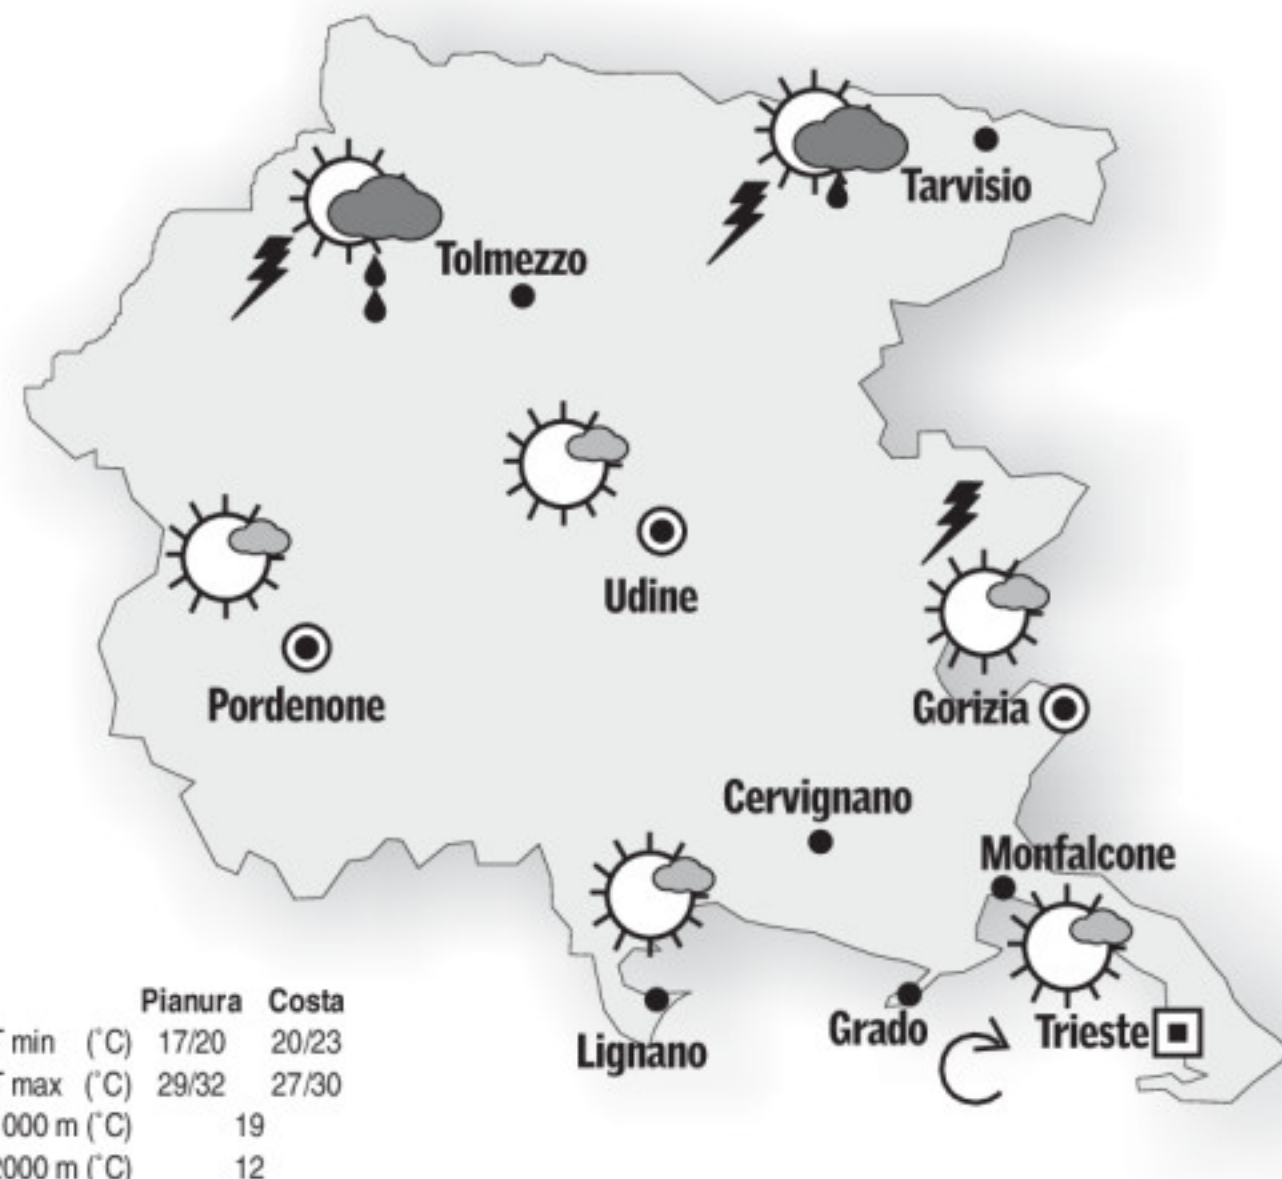 Tarvisio
Tolmezzo
Udine
Pordenone
Gorizia
Cervignano
Monfalcone
Grado
Trieste
Lignano
Pianura Costa
min (°C) 17/20 20/23
max (°C) 29/32 27/30
000 m (°C) 19
2000 m (°C) 12